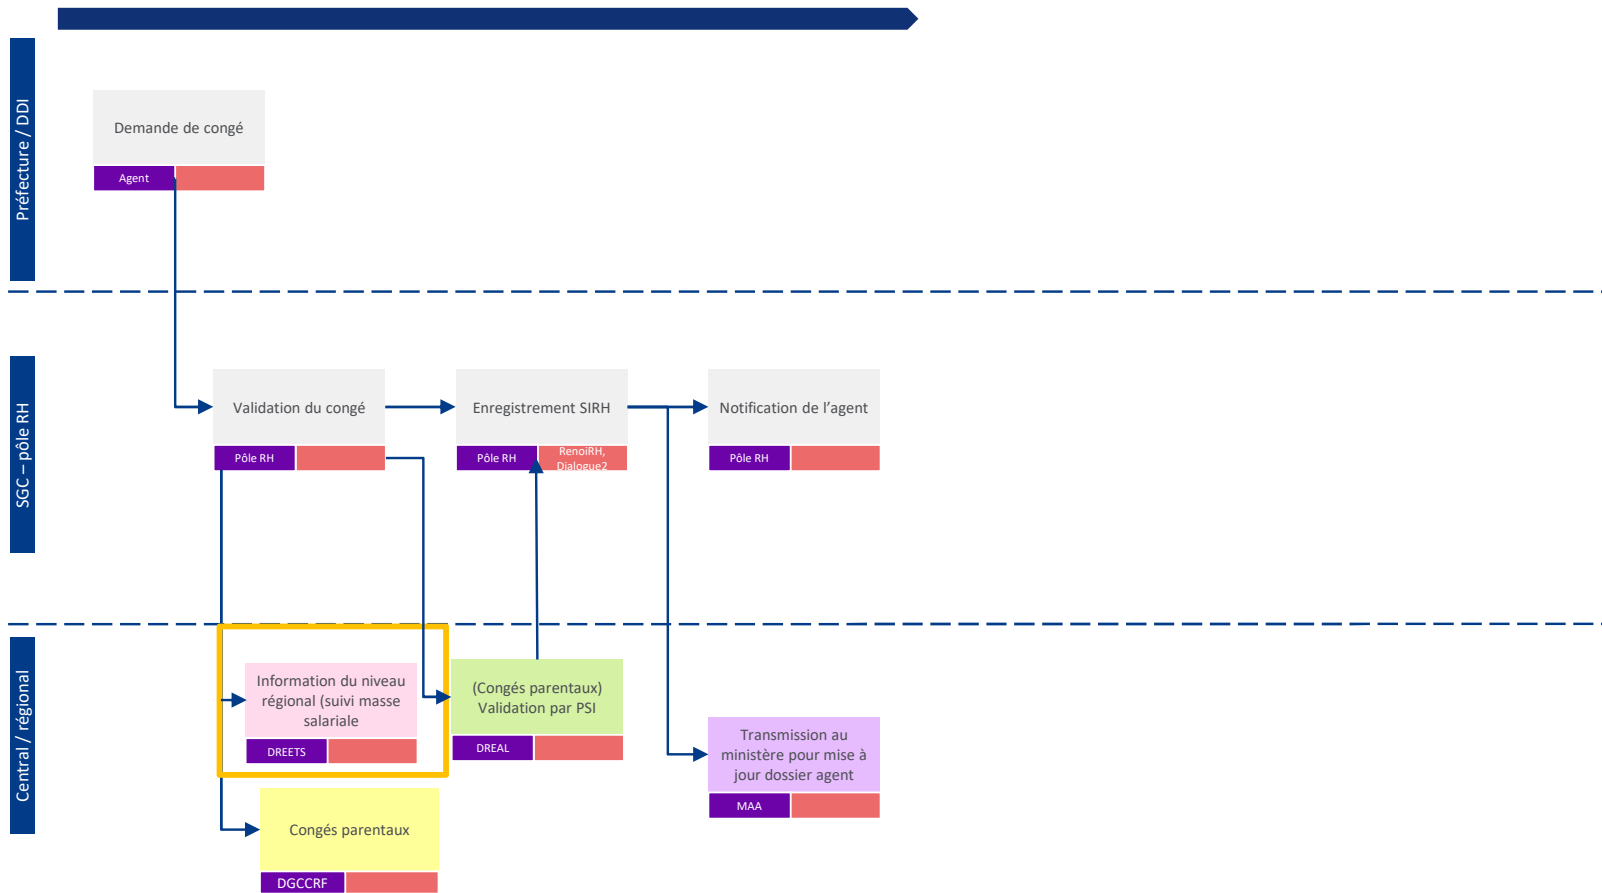 Préfecture / DDI
Demande de congé
Agent
SGC – pôle RH
Validation du congé
Pôle RH
Enregistrement SIRH
Pôle RH
RenoiRH,
Dialogue2
Notification de l'agent
Pôle RH
Central / régional
Information du niveau
régional (suivi masse
salariale
DREETS
(Congés parentaux)
Validation par PSI
DREAL
Transmission au
ministère pour mise à
jour dossier agent
MAA
Congés parentaux
DGCCRF